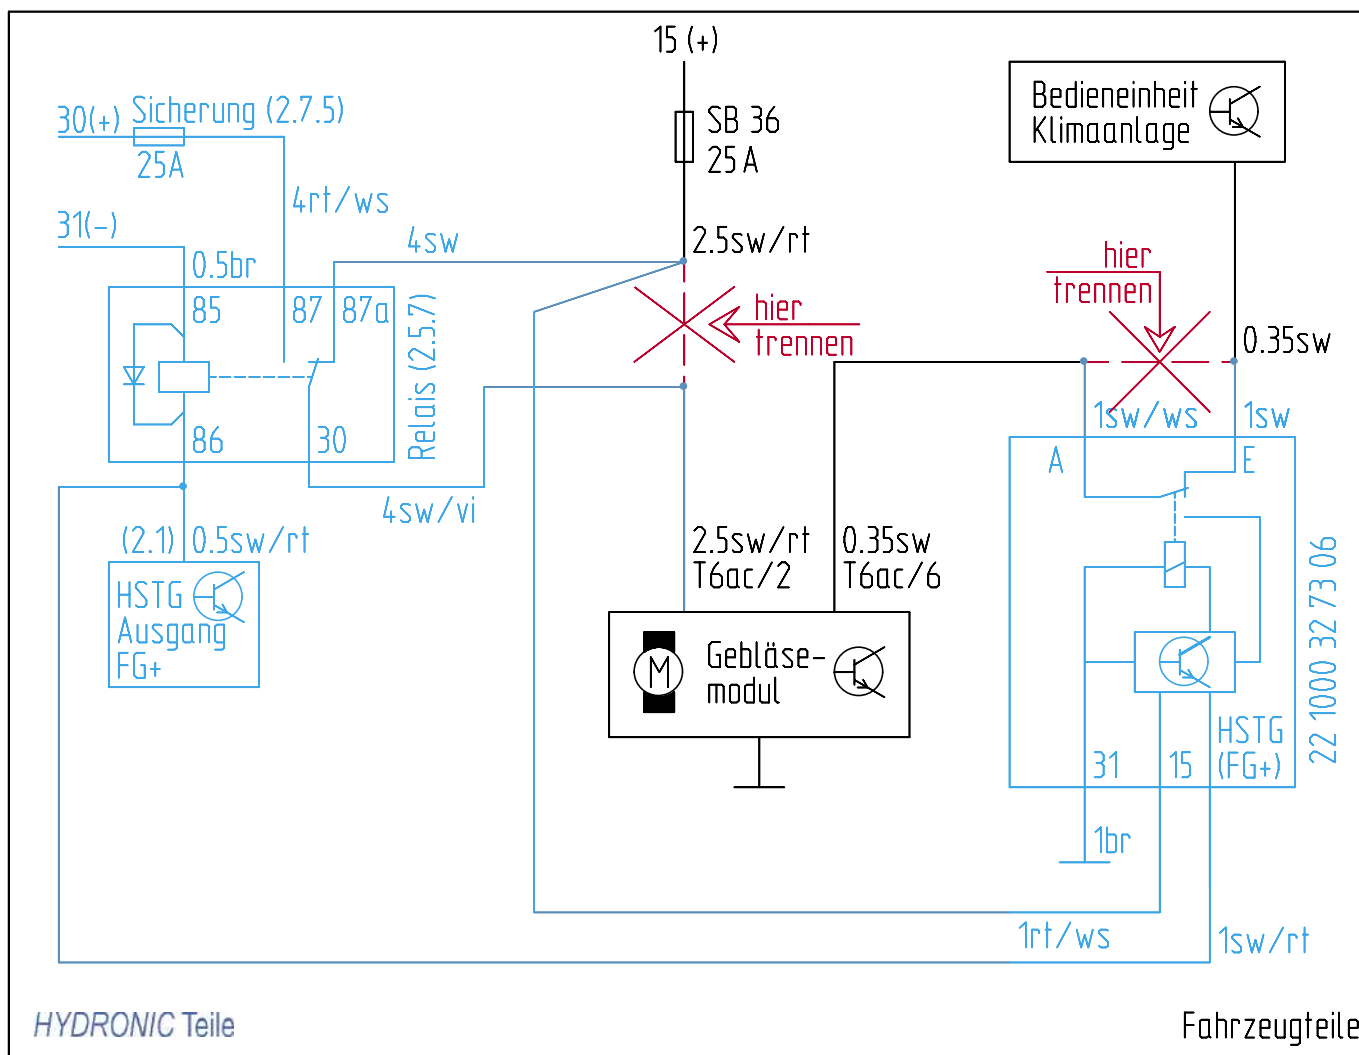 15 (+)
Bedieneinheit
Klimaanlage
Sicherung (2.7.5)
30(+)
25A
SB 36
25 A
4rt/ws
31(-)
4sw
2.5sw/rt
0.5br
hier
trennen
85
87
87a
Relais (2.5.7)
hier
trennen
0.35sw
86
30
1sw/ws
1sw
A
E
4sw/vi
(2.1)
0.5sw/rt
2.5sw/rt
T6ac/2
0.35sw
T6ac/6
HSTG
Ausgang
FG+
Gebläse-
modul
22 1000 32 73 06
HSTG
(FG+)
31
15
1br
1rt/ws
1sw/rt
M
HYDRONIC Teile
Fahrzeugteile